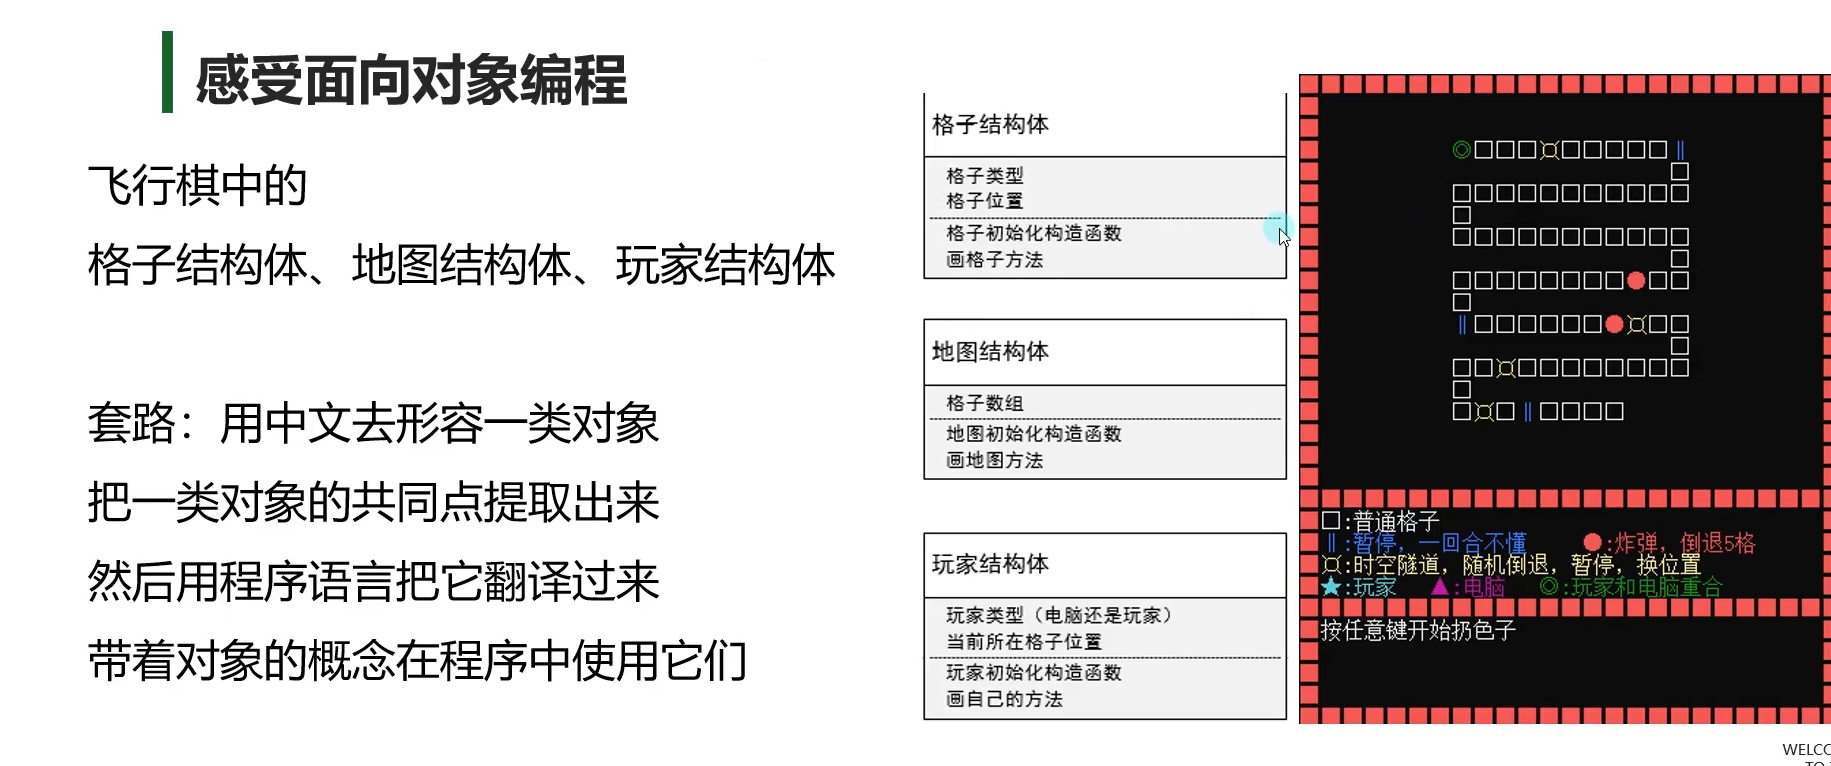 感受面向对象编程
飞行棋中的
格子结构体、地图结构体、玩家结构体
套路：用中文去形容一类对象
把一类对象的共同点提取出来
然后用程序语言把它翻译过来
带着对象的概念在程序中使用它们
格子结构体
格子类型
格子位置
格子初始化构造函数
画格子方法
地图结构体
格子数组
地图初始化构造函数
画地图方法
玩家结构体
玩家类型（电脑还是玩家）
当前所在格子位置
玩家初始化构造函数
画自己的方法
□:普通格子
‖:暂停，一回合不懂 ●:炸弹，倒退5格
¤:时空隧道，随机倒退，暂停，换位置
★:玩家 ▲:电脑 ◎:玩家和电脑重合
按任意键开始扔色子